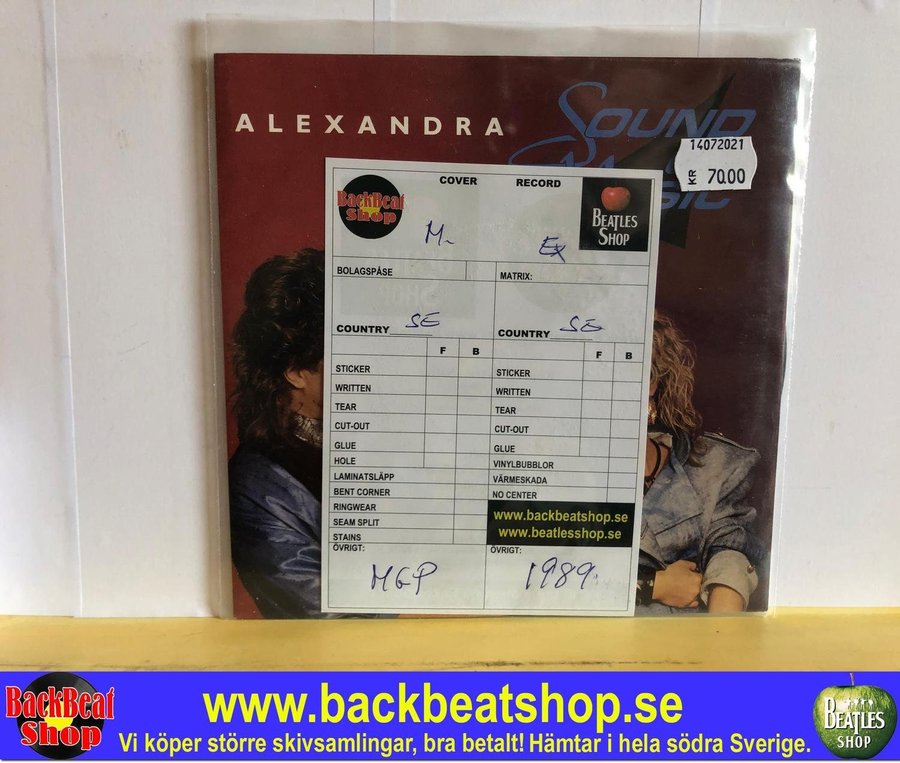 ALEXANDRA
SOUND
MUSIC
14072021
KR 70.00
BackBeat Shop
COVER
RECORD
BEATLES SHOP
M-
Ex
BOLAGSPÅSE
MATRIX:
COUNTRY SE
COUNTRY SE
F B
F B
STICKER
STICKER
WRITTEN
WRITTEN
TEAR
TEAR
CUT-OUT
CUT-OUT
GLUE
GLUE
HOLE
VINYLBUBBLOR
LAMINATSLÄPP
VÄRMESKADA
BENT CORNER
NO CENTER
RINGWEAR
www.backbeatshop.se
SEAM SPLIT
www.beatlesshop.se
STAINS
ÖVRIGT:
ÖVRIGT:
MGP
1989
BackBeat Shop
www.backbeatshop.se
Vi köper större skivsamlingar, bra betalt! Hämtar i hela södra Sverige.
BEATLES SHOP